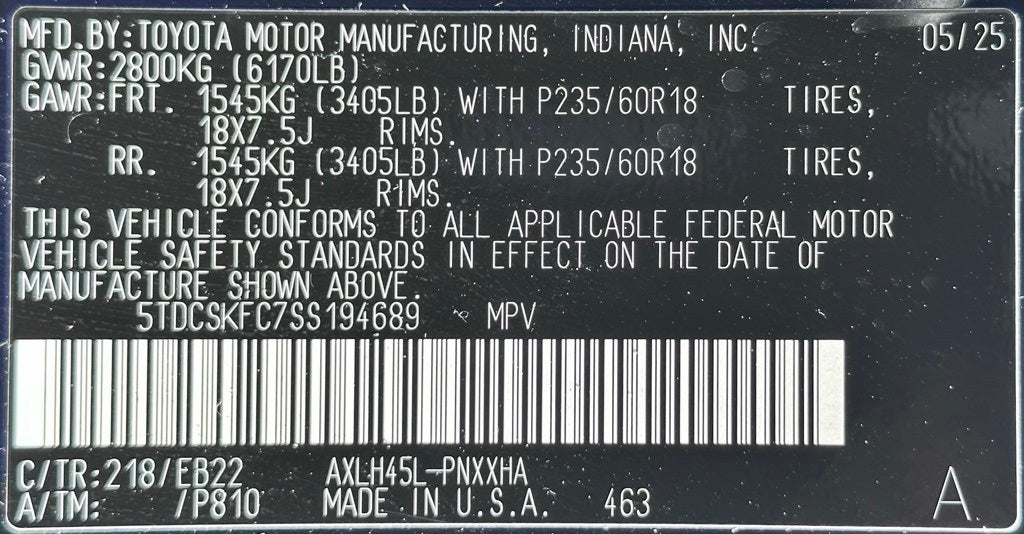 MFD.BY:TOYOTA MOTOR MANUFACTURING, INDIANA, INC. 05/25
GVWR:2800KG (6170LB)
GAWR:FRT. 1545KG (3405LB) WITH P235/60R18 TIRES,
18X7.5J RIMS.
RR. 1545KG (3405LB) WITH P235/60R18 TIRES,
18X7.5J RIMS.
THIS VEHICLE CONFORMS TO ALL APPLICABLE FEDERAL MOTOR
VEHICLE SAFETY STANDARDS IN EFFECT ON THE DATE OF
MANUFACTURE SHOWN ABOVE.
5TDCSKFC7SS194689 MPV
C/TR:218/EB22 AXLH45L-PNXXHA
A/TM: /P810 MADE IN U.S.A. 463 A